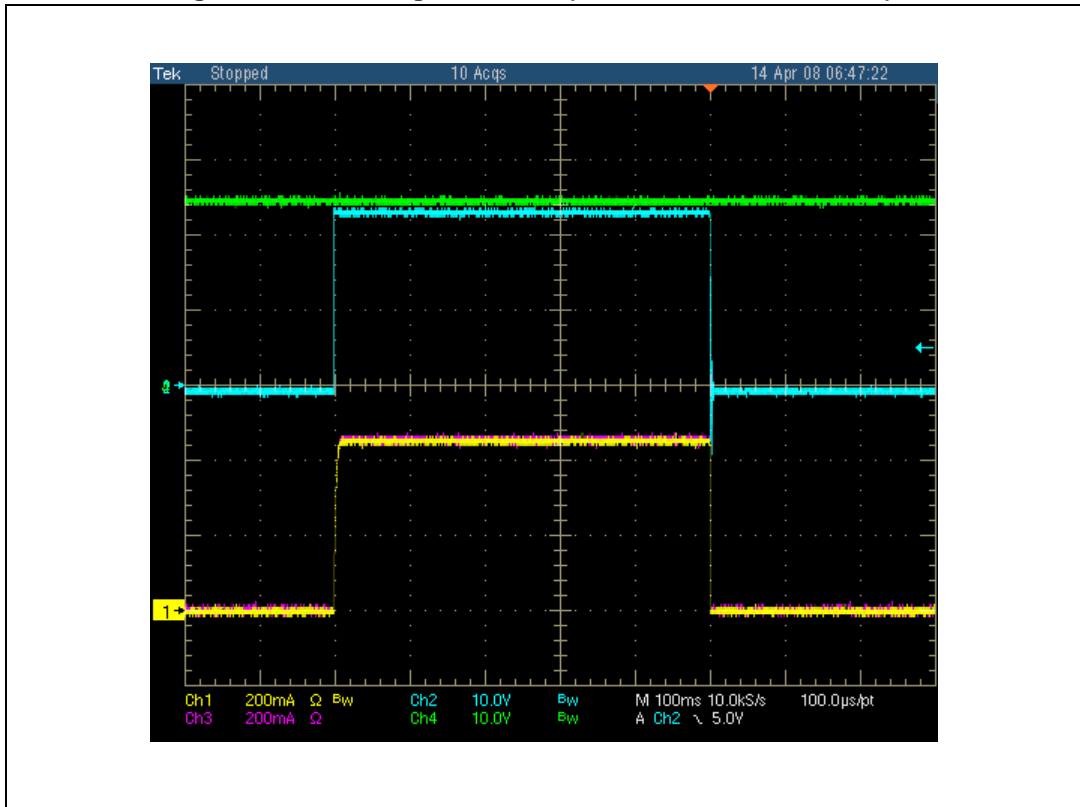 Tek Stopped 10 Acqs 14 Apr 08 06:47:22
1
Ch1 200mA Ω Bw Ch2 10.0V Bw M 100ms 10.0kS/s 100.0µs/pt
Ch3 200mA Ω Ch4 10.0V Bw A Ch2 5.0V